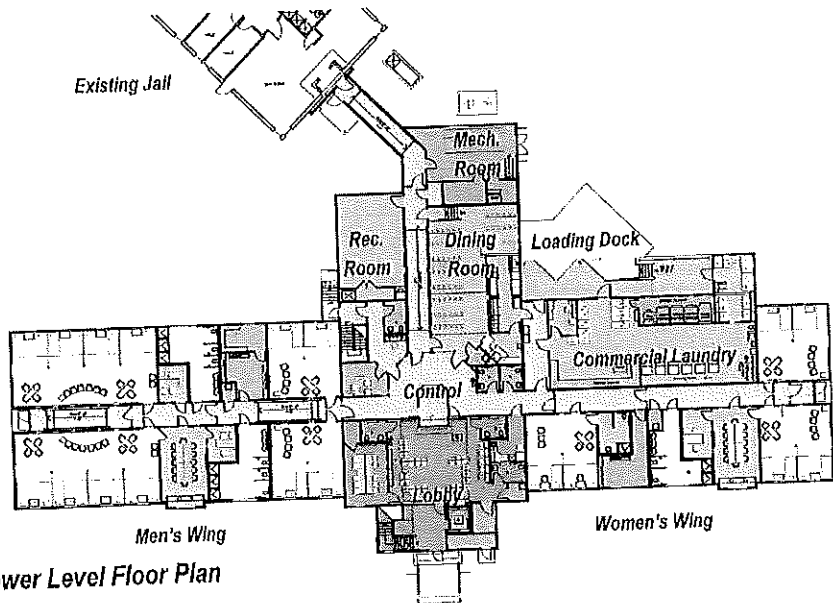 Existing Jail
Mech.
Room
Rec.
Room
Dining
Room
Loading Dock
Commercial Laundry
Control
Lobby
Men's Wing
Women's Wing
wer Level Floor Plan